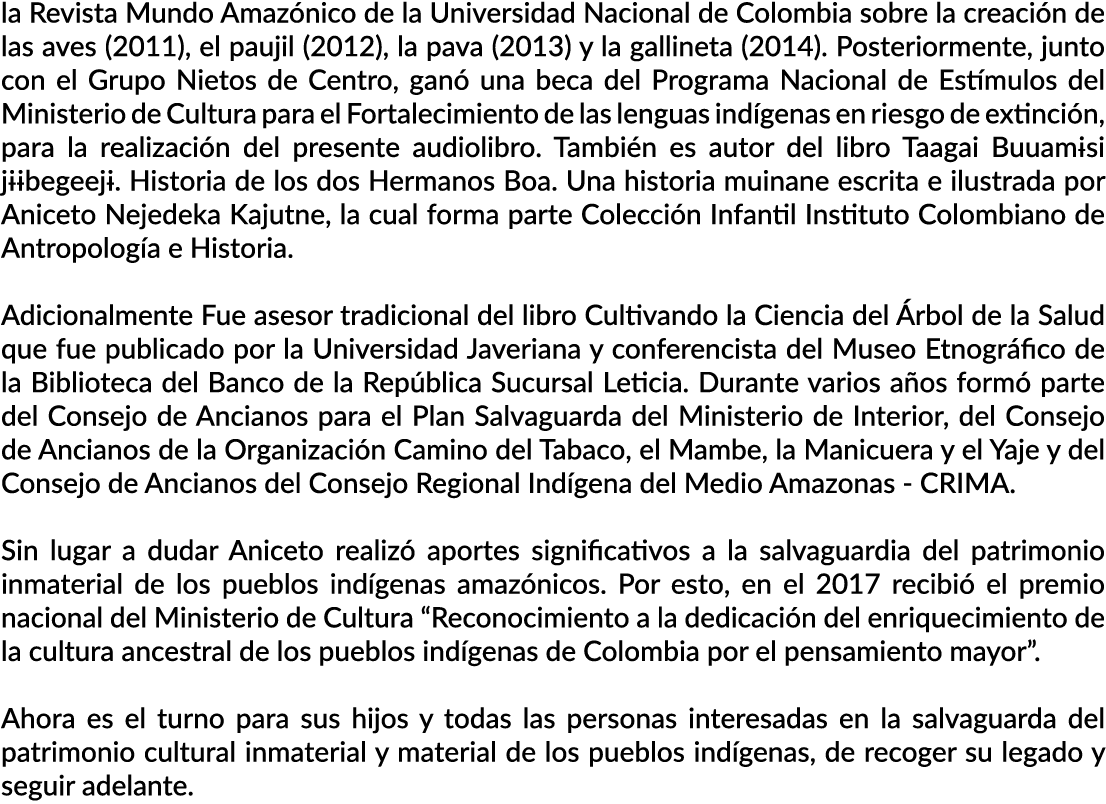 la Revista Mundo Amazónico de la Universidad Nacional de Colombia sobre la creación de
las aves (2011), el paujil (2012), la pava (2013) y la gallineta (2014). Posteriormente, junto
con el Grupo Nietos de Centro, ganó una beca del Programa Nacional de Estímulos del
Ministerio de Cultura para el Fortalecimiento de las lenguas indígenas en riesgo de extinción,
para la realización del presente audiolibro. También es autor del libro Taagai Buuamɨsi
jɨɨbegeejɨ. Historia de los dos Hermanos Boa. Una historia muinane escrita e ilustrada por
Aniceto Nejedeka Kajutne, la cual forma parte Colección Infantil Instituto Colombiano de
Antropología e Historia.
Adicionalmente Fue asesor tradicional del libro Cultivando la Ciencia del Árbol de la Salud
que fue publicado por la Universidad Javeriana y conferencista del Museo Etnográfico de
la Biblioteca del Banco de la República Sucursal Leticia. Durante varios años formó parte
del Consejo de Ancianos para el Plan Salvaguarda del Ministerio de Interior, del Consejo
de Ancianos de la Organización Camino del Tabaco, el Mambe, la Manicuera y el Yaje y del
Consejo de Ancianos del Consejo Regional Indígena del Medio Amazonas - CRIMA.
Sin lugar a dudar Aniceto realizó aportes significativos a la salvaguardia del patrimonio
inmaterial de los pueblos indígenas amazónicos. Por esto, en el 2017 recibió el premio
nacional del Ministerio de Cultura “Reconocimiento a la dedicación del enriquecimiento de
la cultura ancestral de los pueblos indígenas de Colombia por el pensamiento mayor”.
Ahora es el turno para sus hijos y todas las personas interesadas en la salvaguarda del
patrimonio cultural inmaterial y material de los pueblos indígenas, de recoger su legado y
seguir adelante.